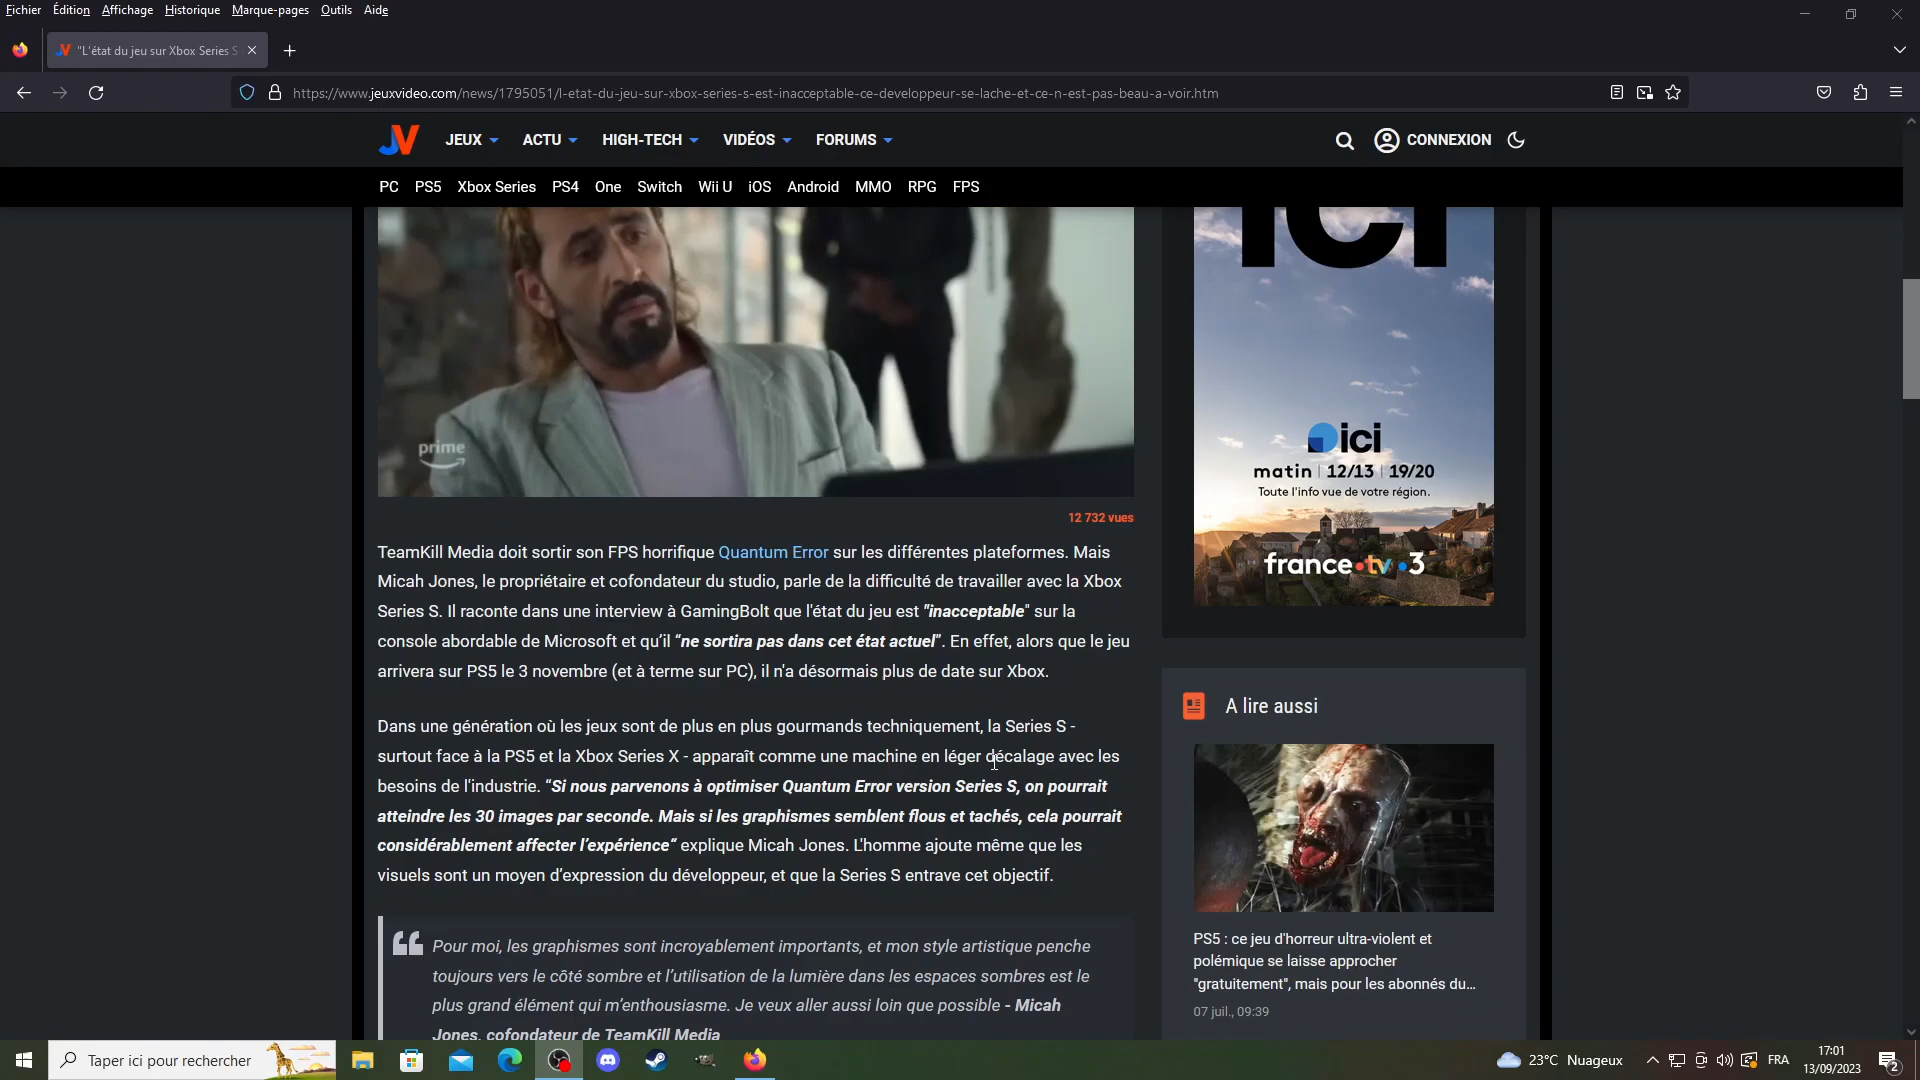 Fichier Édition Affichage Historique Marque-pages Outils Aide
"L'état du jeu sur Xbox Series S
https://www.jeuxvideo.com/news/1795051/l-etat-du-jeu-sur-xbox-series-s-est-inacceptable-ce-developpeur-se-lache-et-ce-n-est-pas-beau-a-voir.htm
JV JEUX ACTU HIGH-TECH VIDÉOS FORUMS CONNEXION
PC PS5 Xbox Series PS4 One Switch Wii U iOS Android MMO RPG FPS
prime
12 732 vues
TeamKill Media doit sortir son FPS horrifique Quantum Error sur les différentes plateformes. Mais
Micah Jones, le propriétaire et cofondateur du studio, parle de la difficulté de travailler avec la Xbox
Series S. Il raconte dans une interview à GamingBolt que l'état du jeu est "inacceptable" sur la
console abordable de Microsoft et qu’il “ne sortira pas dans cet état actuel”. En effet, alors que le jeu
arrivera sur PS5 le 3 novembre (et à terme sur PC), il n'a désormais plus de date sur Xbox.
Dans une génération où les jeux sont de plus en plus gourmands techniquement, la Series S -
surtout face à la PS5 et la Xbox Series X - apparaît comme une machine en léger décalage avec les
besoins de l'industrie. “Si nous parvenons à optimiser Quantum Error version Series S, on pourrait
atteindre les 30 images par seconde. Mais si les graphismes semblent flous et tachés, cela pourrait
considérablement affecter l’expérience“ explique Micah Jones. L'homme ajoute même que les
visuels sont un moyen d’expression du développeur, et que la Series S entrave cet objectif.
Pour moi, les graphismes sont incroyablement importants, et mon style artistique penche
toujours vers le côté sombre et l’utilisation de la lumière dans les espaces sombres est le
plus grand élément qui m’enthousiasme. Je veux aller aussi loin que possible - Micah
Jones, cofondateur de TeamKill Media
ici
ici
matin | 12/13 | 19/20
Toute l'info vue de votre région.
france•tv •3
A lire aussi
PS5 : ce jeu d'horreur ultra-violent et
polémique se laisse approcher
"gratuitement", mais pour les abonnés du...
07 juil., 09:39
Taper ici pour rechercher
23°C Nuageux
FRA
17:01
13/09/2023
2